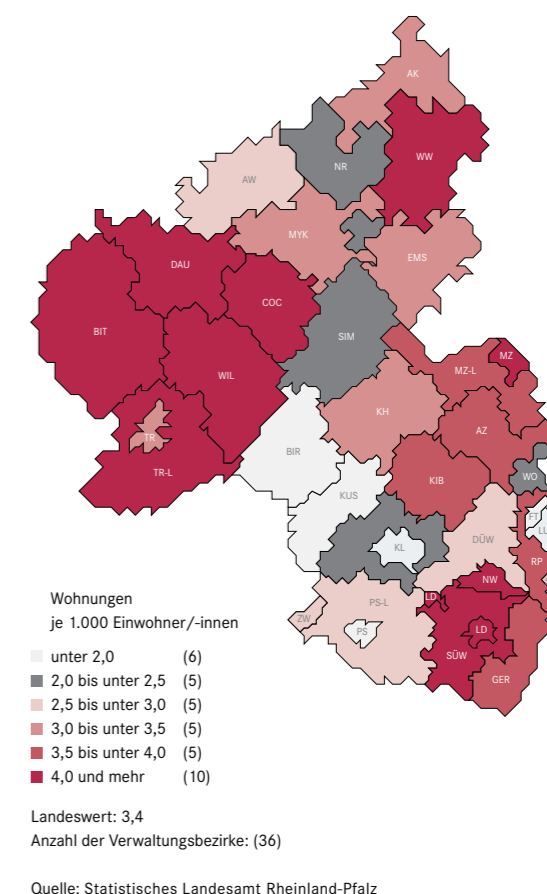 AK
WW
NR
AW
MYK
EMS
DAU
COC
BIT
SIM
MZ
WIL
MZ-L
KH
AZ
TR
BIR
TR-L
KIB
WO
KUS
FT
LU
DÜW
KL
RP
NW
LD
PS-L
ZW
PS
LD
SÜW
GER
Wohnungen
je 1.000 Einwohner/-innen
unter 2,0 (6)
2,0 bis unter 2,5 (5)
2,5 bis unter 3,0 (5)
3,0 bis unter 3,5 (5)
3,5 bis unter 4,0 (5)
4,0 und mehr (10)
Landeswert: 3,4
Anzahl der Verwaltungsbezirke: (36)
Quelle: Statistisches Landesamt Rheinland-Pfalz